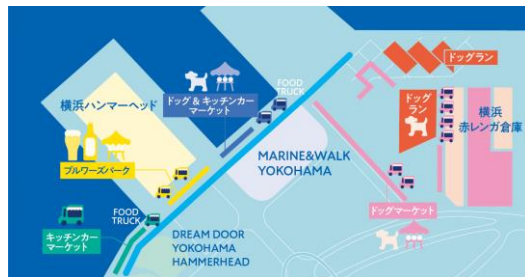 ドッグラン
FOOD
TRUCK
横浜ハンマーヘッド
ドッグ & キッチンカー
マーケット
ドッグ
ラン
横浜
赤レンガ倉庫
MARINE&WALK
YOKOHAMA
ブルワーズパーク
ドッグマーケット
FOOD
TRUCK
キッチンカー
マーケット
DREAM DOOR
YOKOHAMA
HAMMERHEAD